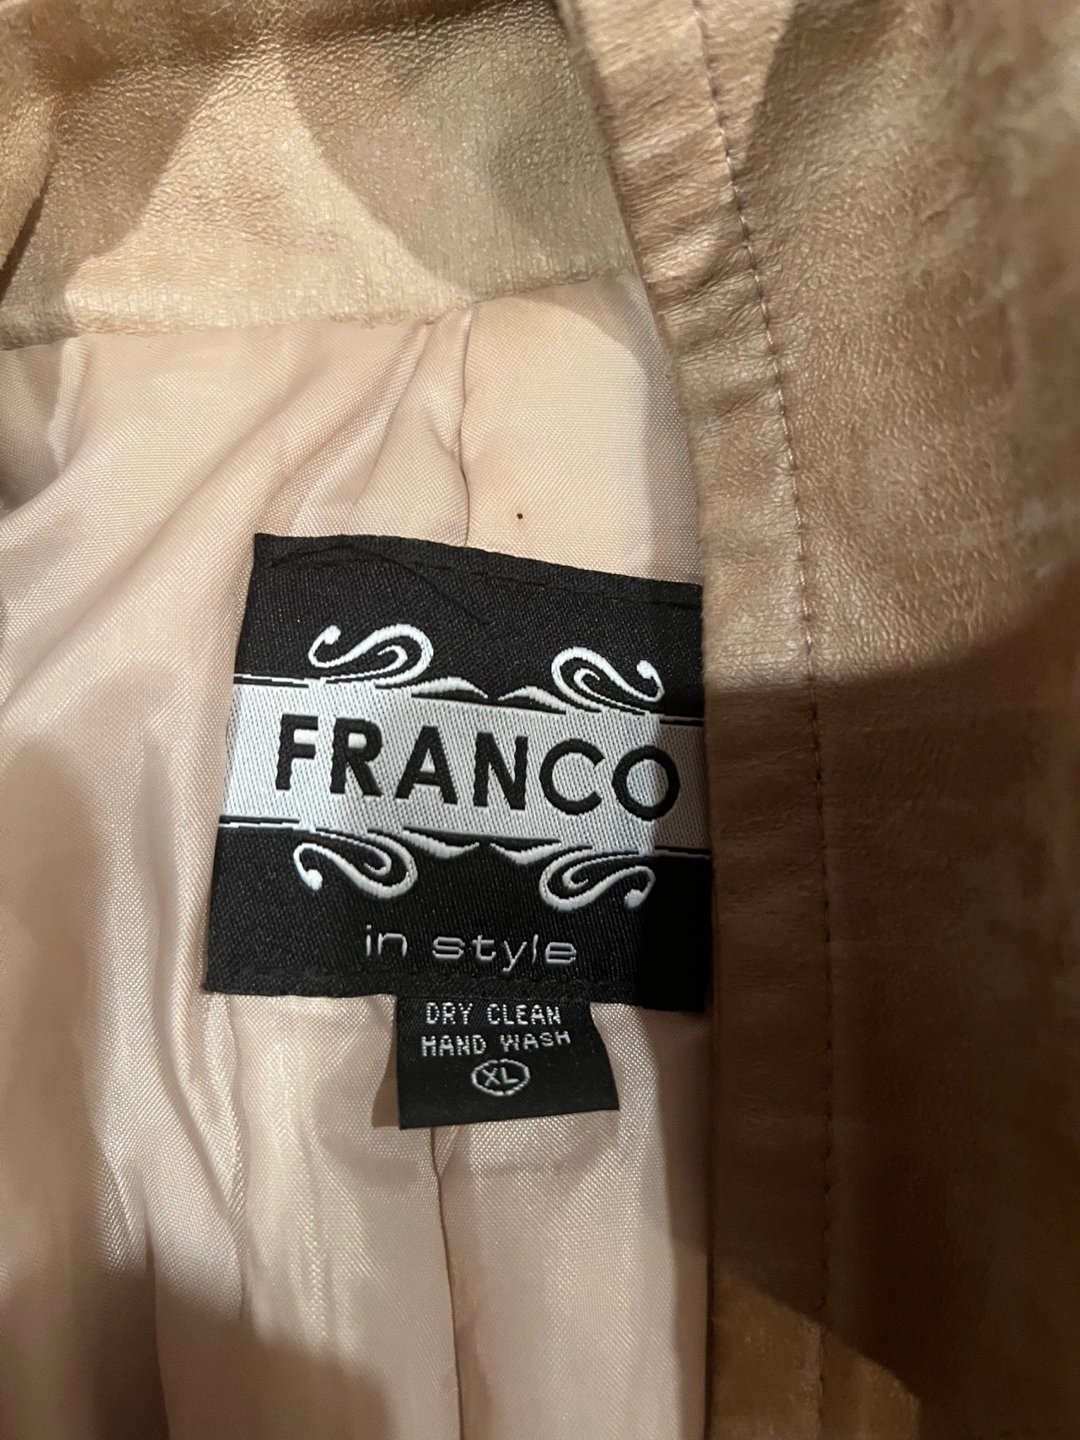 FRANCO
in style
DRY CLEAN
HAND WASH
XL